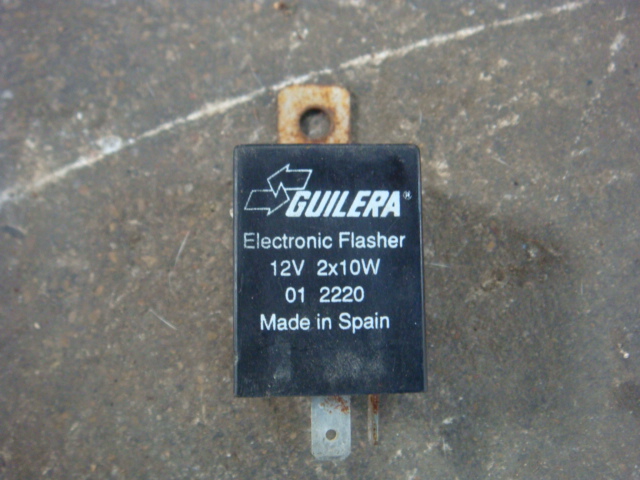 GUILERA®
Electronic Flasher
12V 2x10W
01 2220
Made in Spain